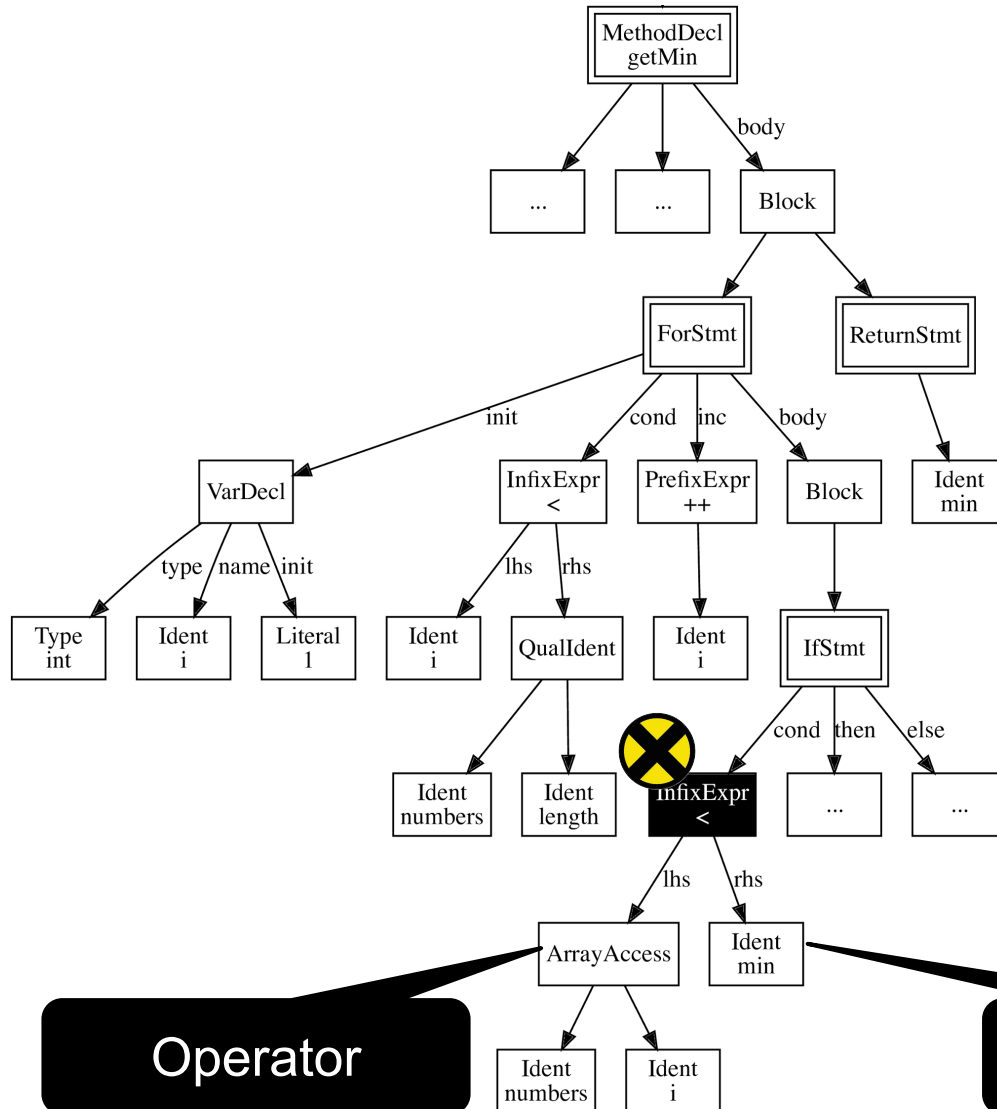 MethodDecl
getMin
body
...
...
Block
ForStmt
ReturnStmt
init
cond
inc
body
VarDecl
InfixExpr
<
PrefixExpr
++
Block
Ident
min
type
name
init
lhs
rhs
Type
int
Ident
i
Literal
1
Ident
i
QualIdent
Ident
i
IfStmt
cond
then
else
Ident
numbers
Ident
length
InfixExpr
<
...
...
lhs
rhs
ArrayAccess
Ident
min
Operator
Ident
numbers
Ident
i